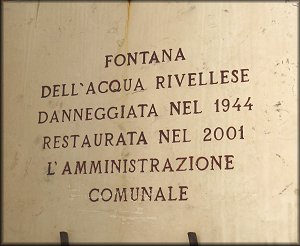 FONTANA
DELL'ACQUA RIVELLESE
DANNEGGIATA NEL 1944
RESTAURATA NEL 2001
L'AMMINISTRAZIONE
COMUNALE